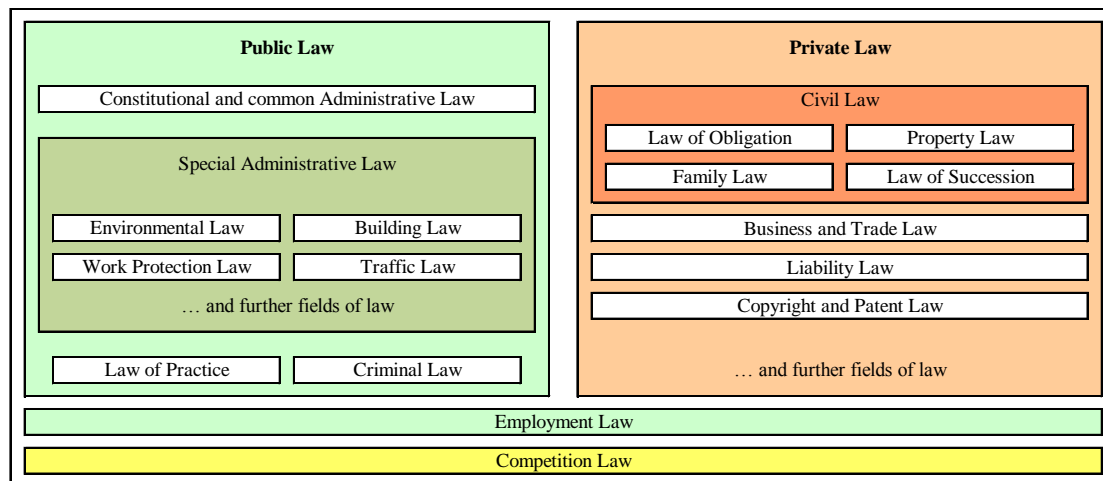 Public Law
Constitutional and common Administrative Law
Special Administrative Law
Environmental Law
Building Law
Work Protection Law
Traffic Law
… and further fields of law
Law of Practice
Criminal Law
Private Law
Civil Law
Law of Obligation
Property Law
Family Law
Law of Succession
Business and Trade Law
Liability Law
Copyright and Patent Law
… and further fields of law
Employment Law
Competition Law